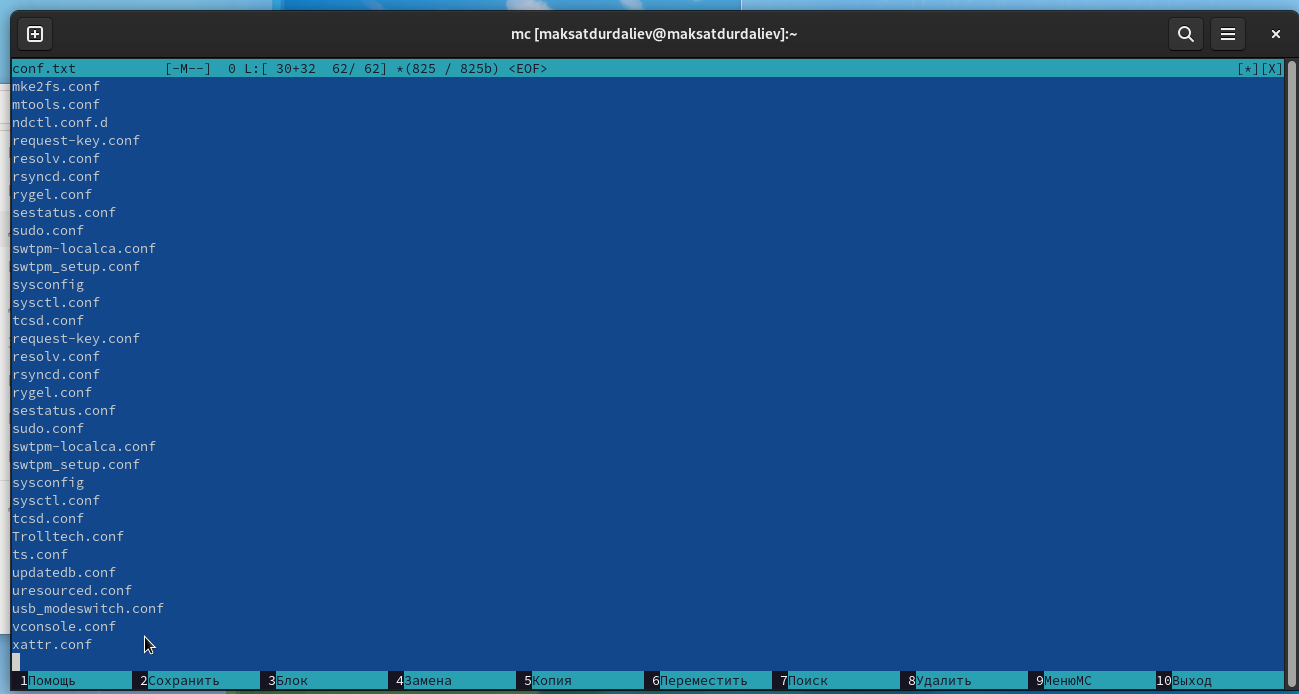 mc [maksatdurdaliev@maksatdurdaliev]:~
conf.txt [-M--] 0 L:[ 30+32 62/ 62] *(825 / 825b) <EOF> [*][X]
mke2fs.conf
mtools.conf
ndctl.conf.d
request-key.conf
resolv.conf
rsyncd.conf
rygel.conf
sestatus.conf
sudo.conf
swtpm-localca.conf
swtpm_setup.conf
sysconfig
sysctl.conf
tcsd.conf
request-key.conf
resolv.conf
rsyncd.conf
rygel.conf
sestatus.conf
sudo.conf
swtpm-localca.conf
swtpm_setup.conf
sysconfig
sysctl.conf
tcsd.conf
Trolltech.conf
ts.conf
updatedb.conf
uresourced.conf
usb_modeswitch.conf
vconsole.conf
xattr.conf
1Помощь 2Сохранить 3Блок 4Замена 5Копия 6Переместить 7Поиск 8Удалить 9МенюMC 10Выход